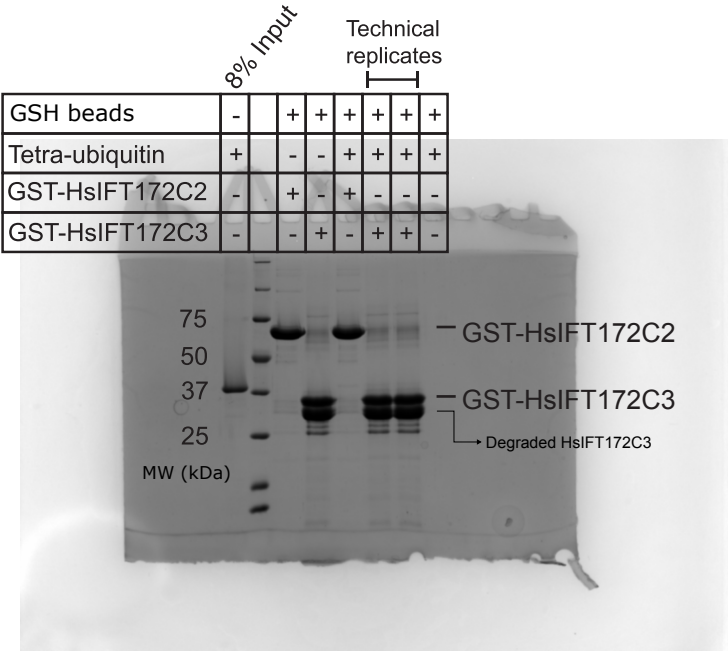 8% Input
Technical
replicates
GSH beads - + + + + + +
Tetra-ubiquitin + - - + + + +
GST-HsIFT172C2 - + - + - - -
GST-HsIFT172C3 - - + - + + -
75
50
37
25
MW (kDa)
GST-HsIFT172C2
GST-HsIFT172C3
Degraded HsIFT172C3